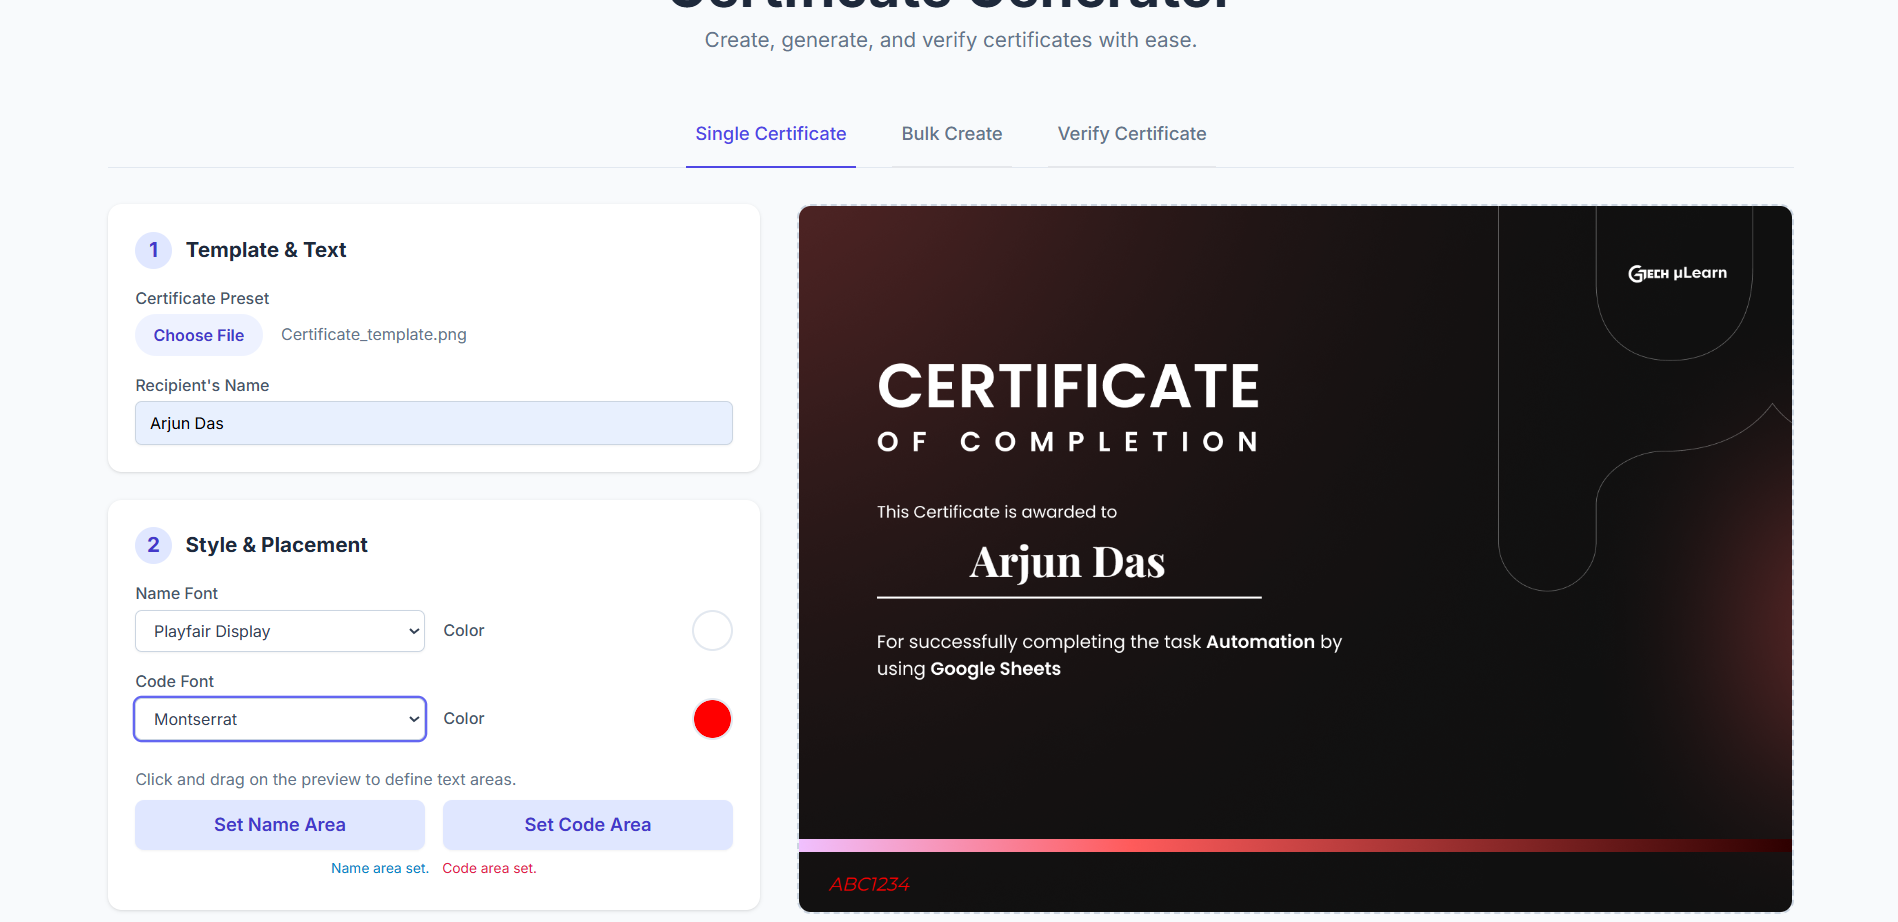 Certificate Generator
Create, generate, and verify certificates with ease.
Single Certificate
Bulk Create
Verify Certificate
1 Template & Text
Certificate Preset
Choose File Certificate_template.png
Recipient's Name
Arjun Das
2 Style & Placement
Name Font
Playfair Display Color
Code Font
Montserrat Color
Click and drag on the preview to define text areas.
Set Name Area Set Code Area
Name area set. Code area set.
GTECH µLearn
CERTIFICATE
OF COMPLETION
This Certificate is awarded to
Arjun Das
For successfully completing the task Automation by
using Google Sheets
ABC1234